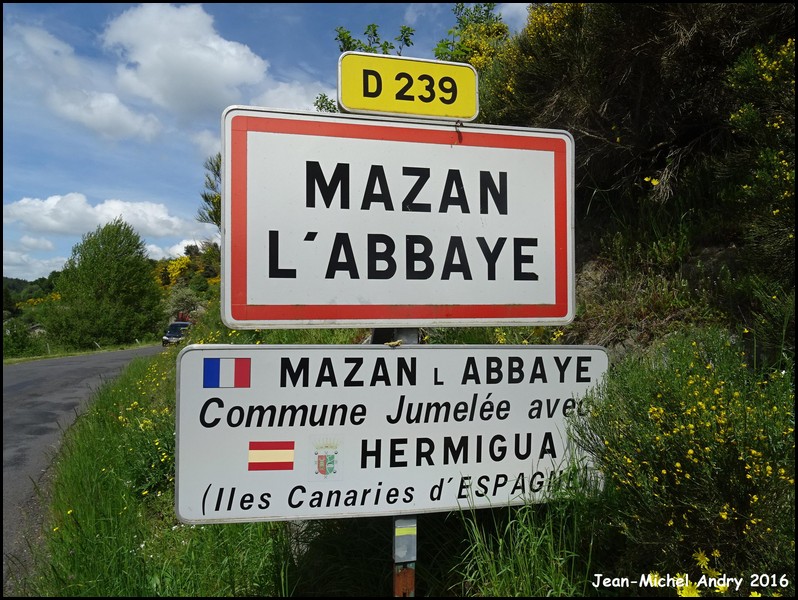 D 239
MAZAN
L'ABBAYE
MAZAN L ABBAYE
Commune Jumelée avec
HERMIGUA
(Iles Canaries d'ESPAGNE)
Jean-Michel Andry 2016